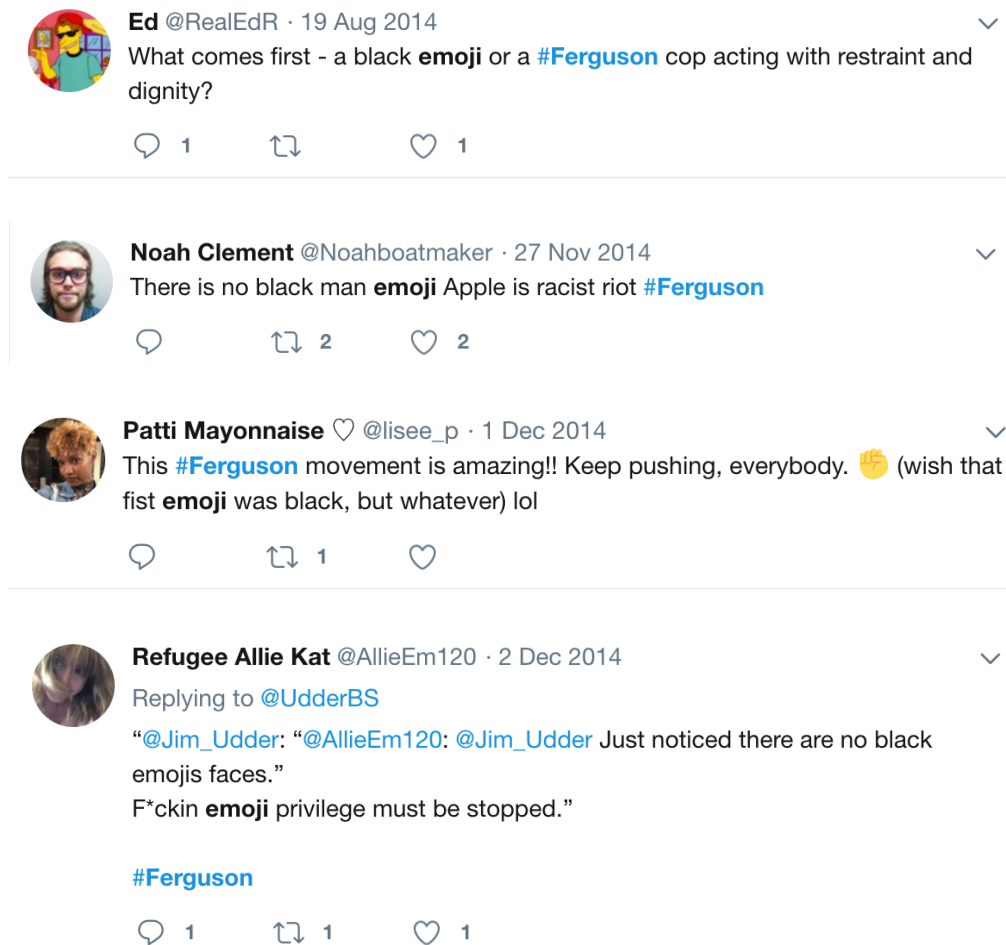 Ed @RealEdR · 19 Aug 2014
What comes first - a black emoji or a #Ferguson cop acting with restraint and
dignity?
1 1
Noah Clement @Noahboatmaker · 27 Nov 2014
There is no black man emoji Apple is racist riot #Ferguson
2 2
Patti Mayonnaise ♡ @lisee_p · 1 Dec 2014
This #Ferguson movement is amazing!! Keep pushing, everybody. ✊ (wish that
fist emoji was black, but whatever) lol
1
Refugee Allie Kat @AllieEm120 · 2 Dec 2014
Replying to @UdderBS
“@Jim_Udder: “@AllieEm120: @Jim_Udder Just noticed there are no black
emojis faces.”
F*ckin emoji privilege must be stopped.”
#Ferguson
1 1 1